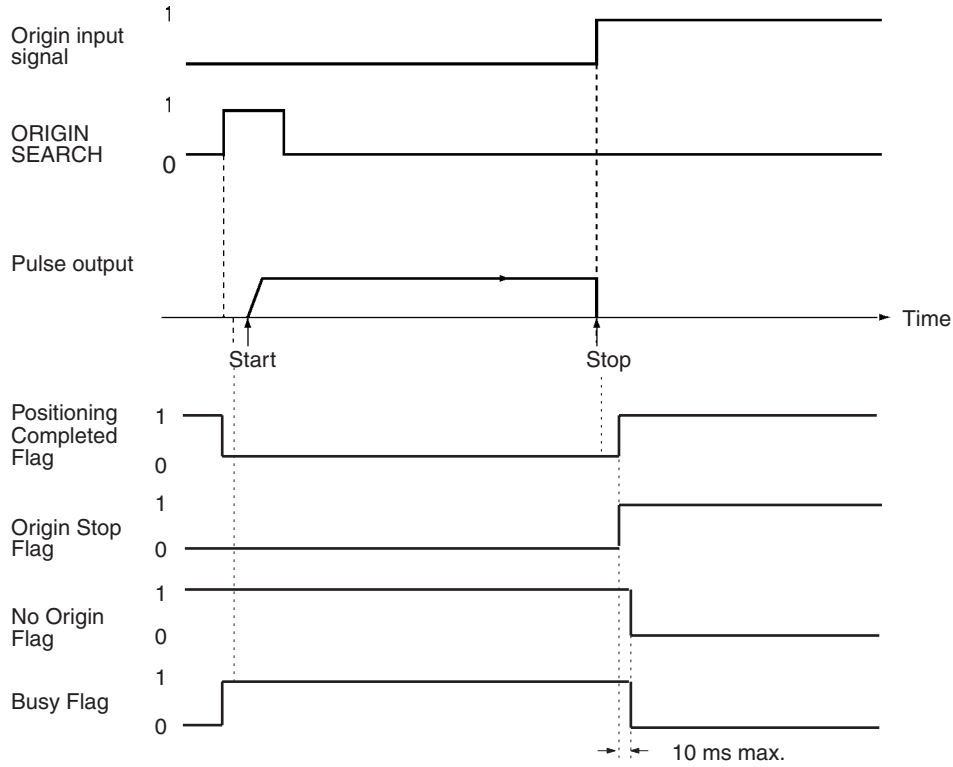 1
Origin input
signal
1
ORIGIN
SEARCH
0
Pulse output
Time
Start
Stop
Positioning
Completed
Flag
1
0
Origin Stop
Flag
1
0
No Origin
Flag
1
0
Busy Flag
1
0
10 ms max.